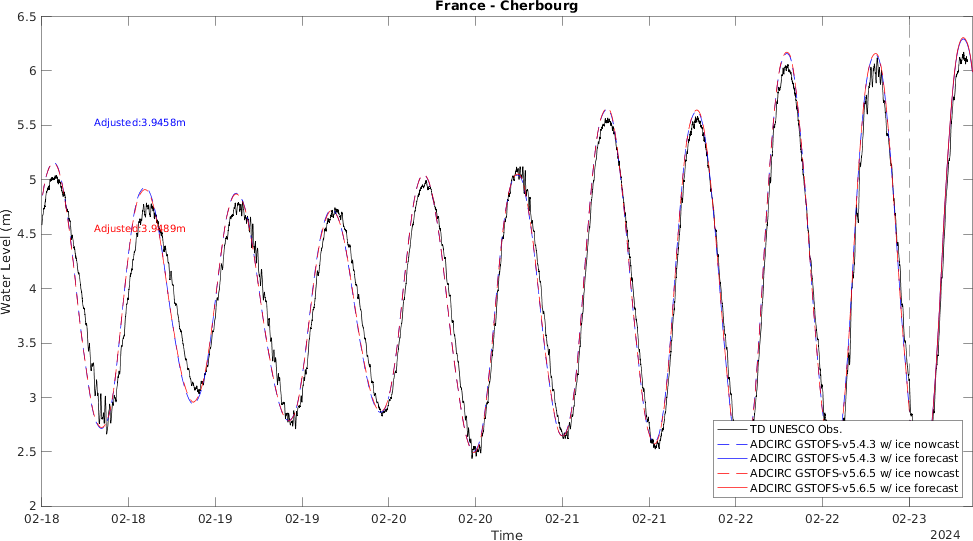 France - Cherbourg
6.5
6
5.5
5
4.5
4
3.5
3
2.5
2
Water Level (m)
Adjusted:3.9458m
Adjusted:3.9489m
TD UNESCO Obs.
ADCIRC GSTOFS-v5.4.3 w/ ice nowcast
ADCIRC GSTOFS-v5.4.3 w/ ice forecast
ADCIRC GSTOFS-v5.6.5 w/ ice nowcast
ADCIRC GSTOFS-v5.6.5 w/ ice forecast
02-18 02-18 02-19 02-19 02-20 02-20 02-21 02-21 02-22 02-22 02-23
Time
2024